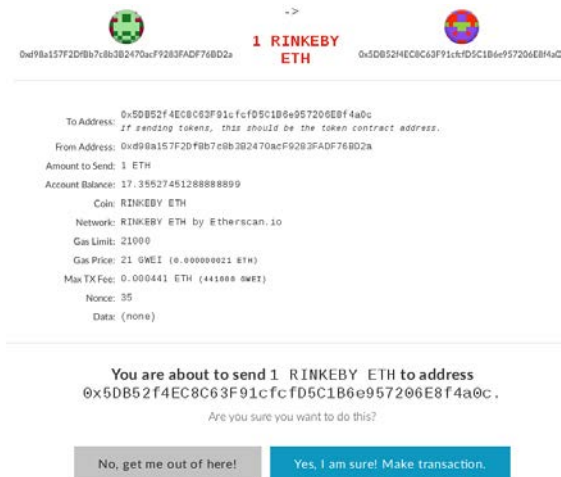 ->
0xd98a157F2Df8b7c8b3B2470acF9283FADF76BD2a
1 RINKEBY
ETH
0x5DB52f4EC8C63F91cfcfD5C1B6e957206E8f4aC
To Address: 0x5DB52f4EC8C63F91cfcfD5C1B6e957206E8f4a0c
If sending tokens, this should be the token contract address.
From Address: 0xd98a157F2Df8b7c8b3B2470acF9283FADF76BD2a
Amount to Send: 1 ETH
Account Balance: 17.35527451288888899
Coin: RINKEBY ETH
Network: RINKEBY ETH by Etherscan.io
Gas Limit: 21000
Gas Price: 21 GWEI (0.000000021 ETH)
Max TX Fee: 0.000441 ETH (441000 GWEI)
Nonce: 35
Data: (none)
You are about to send 1 RINKEBY ETH to address
0x5DB52f4EC8C63F91cfcfD5C1B6e957206E8f4a0c.
Are you sure you want to do this?
No, get me out of here!
Yes, I am sure! Make transaction.